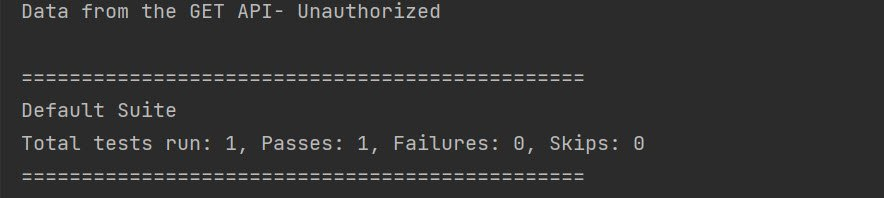 Data from the GET API- Unauthorized
===============================================
Default Suite
Total tests run: 1, Passes: 1, Failures: 0, Skips: 0
===============================================